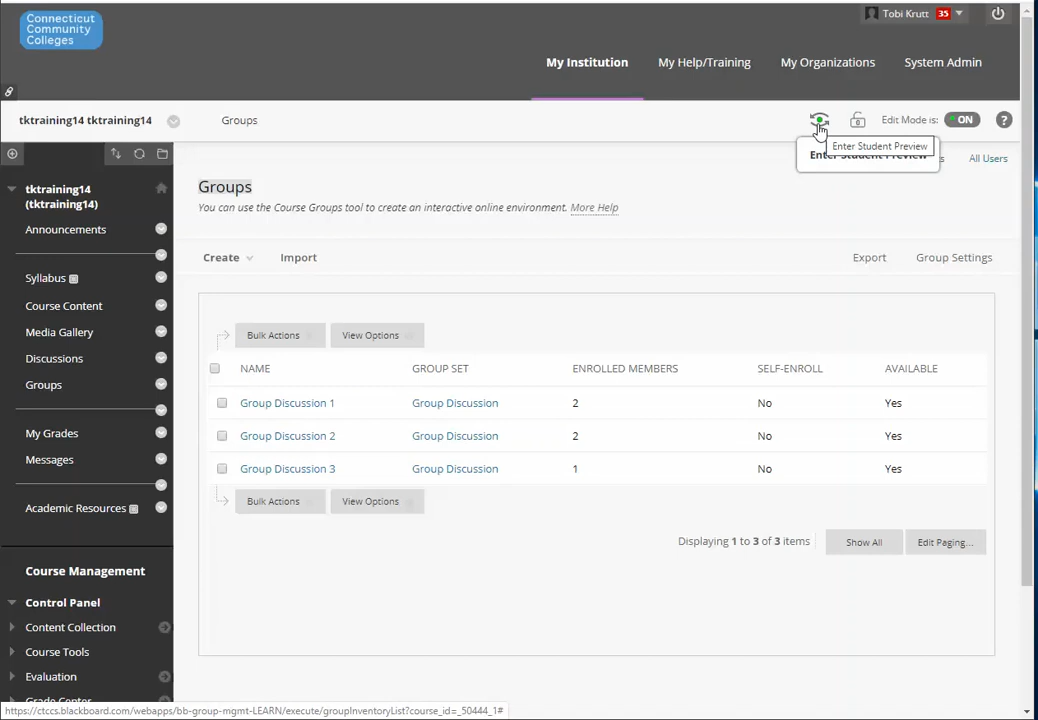 Connecticut
Community
Colleges
Tobi Krutt 35
My Institution My Help/Training My Organizations System Admin
tktraining14 tktraining14 Groups Edit Mode is: ON ?
Enter Student Preview
Enter Student Preview
All Users
tktraining14
(tktraining14)
Announcements
Syllabus
Course Content
Media Gallery
Discussions
Groups
My Grades
Messages
Academic Resources
Course Management
Control Panel
Content Collection
Course Tools
Evaluation
Grade Center
Groups
You can use the Course Groups tool to create an interactive online environment. More Help
Create Import Export Group Settings
Bulk Actions View Options
NAME GROUP SET ENROLLED MEMBERS SELF-ENROLL AVAILABLE
Group Discussion 1 Group Discussion 2 No Yes
Group Discussion 2 Group Discussion 2 No Yes
Group Discussion 3 Group Discussion 1 No Yes
Bulk Actions View Options
Displaying 1 to 3 of 3 items Show All Edit Paging...
https://ctccs.blackboard.com/webapps/bb-group-mgmt-LEARN/execute/groupInventoryList?course_id=_50444_1#